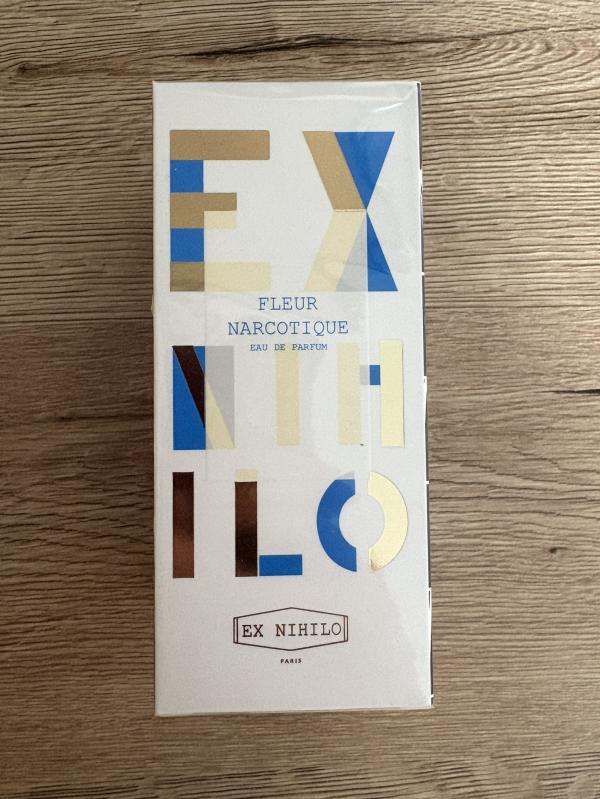 EX
FLEUR
NARCOTIQUE
EAU DE PARFUM
NIH
ILO
EX NIHILO
PARIS